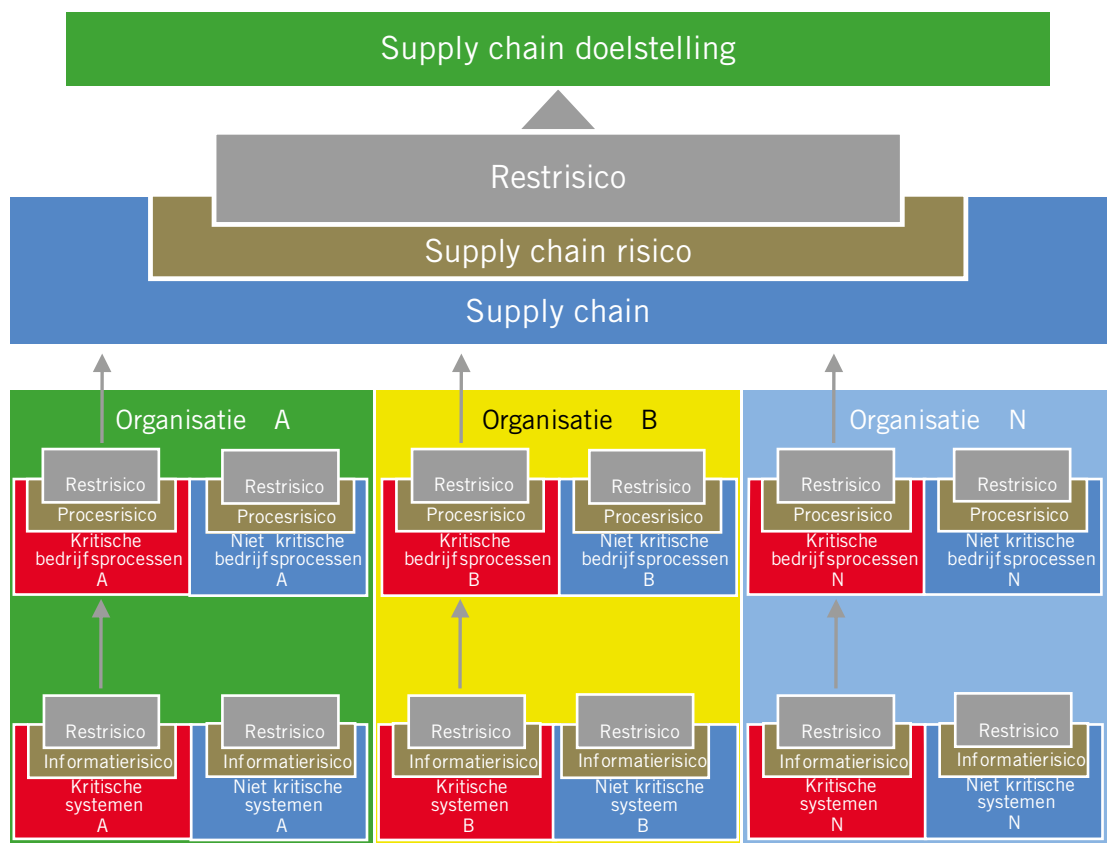 Supply chain doelstelling
Restrisico
Supply chain risico
Supply chain
Organisatie A
Restrisico
Procesrisico
Kritische
bedrijfsprocessen
A
Restrisico
Procesrisico
Niet kritische
bedrijfsprocessen
A
Restrisico
Informatierisico
Kritische
systemen
A
Restrisico
Informatierisico
Niet kritische
systemen
A
Organisatie B
Restrisico
Procesrisico
Kritische
bedrijfsprocessen
B
Restrisico
Procesrisico
Niet kritische
bedrijfsprocessen
B
Restrisico
Informatierisico
Kritische
systemen
B
Restrisico
Informatierisico
Niet kritische
systeem
B
Organisatie N
Restrisico
Procesrisico
Kritische
bedrijfsprocessen
N
Restrisico
Procesrisico
Niet kritische
bedrijfsprocessen
N
Restrisico
Informatierisico
Kritische
systemen
N
Restrisico
Informatierisico
Niet kritische
systemen
N